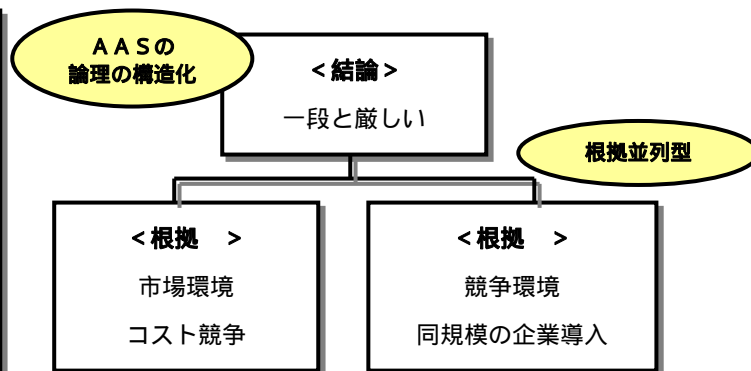 ＡＡＳの
論理の構造化
＜結論＞
一段と厳しい
根拠並列型
＜根拠　＞
市場環境
コスト競争
＜根拠　＞
競争環境
同規模の企業導入